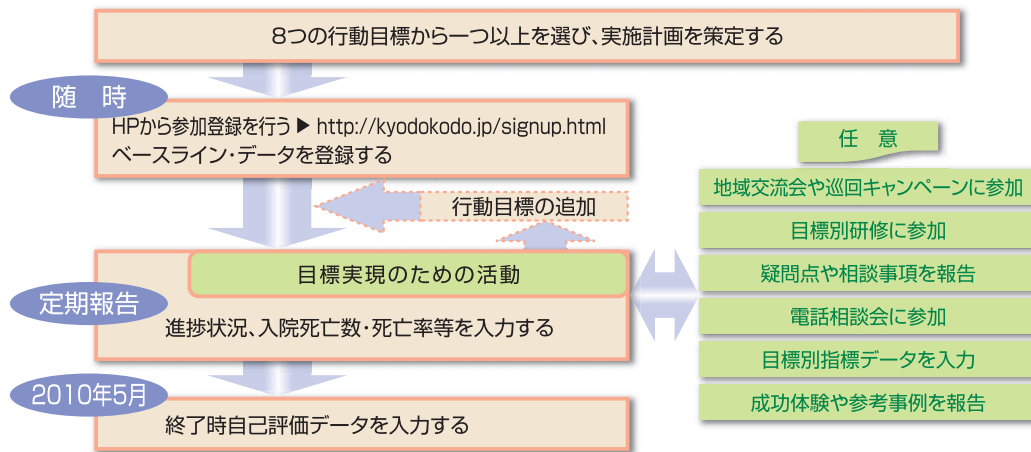 8つの行動目標から一つ以上を選び、実施計画を策定する
随 時
HPから参加登録を行う▶ http://kyodokodo.jp/signup.html
ベースライン・データを登録する
行動目標の追加
目標実現のための活動
定期報告
進捗状況、入院死亡数・死亡率等を入力する
2010年5月
終了時自己評価データを入力する
任 意
地域交流会や巡回キャンペーンに参加
目標別研修に参加
疑問点や相談事項を報告
電話相談会に参加
目標別指標データを入力
成功体験や参考事例を報告